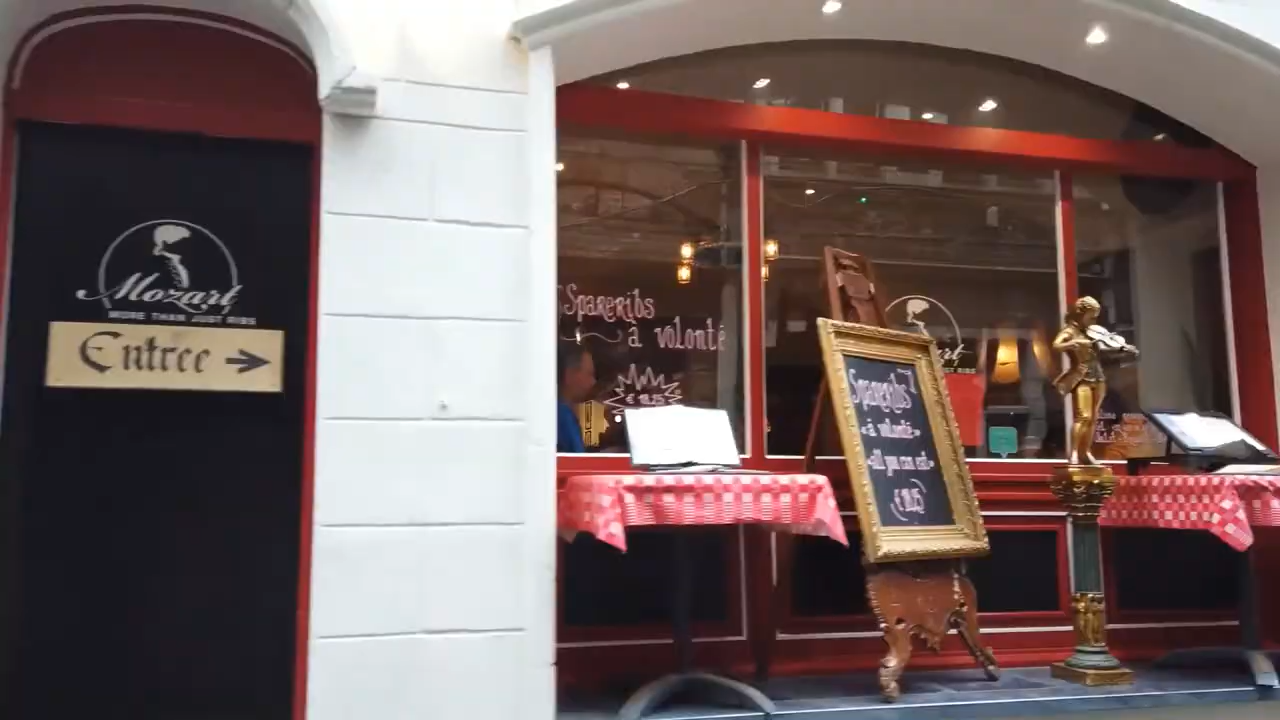 Mozart
MORE THAN JUST RIBS
Entree
Spareribs
à volonté
Spareribs
à volonté
all you can eat